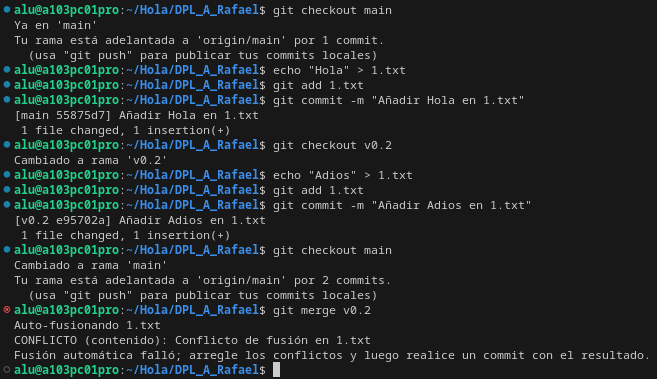 alu@a103pc01pro:~/Hola/DPL_A_Rafael$ git checkout main
Ya en 'main'
Tu rama está adelantada a 'origin/main' por 1 commit.
  (usa "git push" para publicar tus commits locales)
alu@a103pc01pro:~/Hola/DPL_A_Rafael$ echo "Hola" > 1.txt
alu@a103pc01pro:~/Hola/DPL_A_Rafael$ git add 1.txt
alu@a103pc01pro:~/Hola/DPL_A_Rafael$ git commit -m "Añadir Hola en 1.txt"
[main 55875d7] Añadir Hola en 1.txt
 1 file changed, 1 insertion(+)
alu@a103pc01pro:~/Hola/DPL_A_Rafael$ git checkout v0.2
Cambiado a rama 'v0.2'
alu@a103pc01pro:~/Hola/DPL_A_Rafael$ echo "Adios" > 1.txt
alu@a103pc01pro:~/Hola/DPL_A_Rafael$ git add 1.txt
alu@a103pc01pro:~/Hola/DPL_A_Rafael$ git commit -m "Añadir Adios en 1.txt"
[v0.2 e95702a] Añadir Adios en 1.txt
 1 file changed, 1 insertion(+)
alu@a103pc01pro:~/Hola/DPL_A_Rafael$ git checkout main
Cambiado a rama 'main'
Tu rama está adelantada a 'origin/main' por 2 commits.
  (usa "git push" para publicar tus commits locales)
alu@a103pc01pro:~/Hola/DPL_A_Rafael$ git merge v0.2
Auto-fusionando 1.txt
CONFLICTO (contenido): Conflicto de fusión en 1.txt
Fusión automática falló; arregle los conflictos y luego realice un commit con el resultado.
alu@a103pc01pro:~/Hola/DPL_A_Rafael$